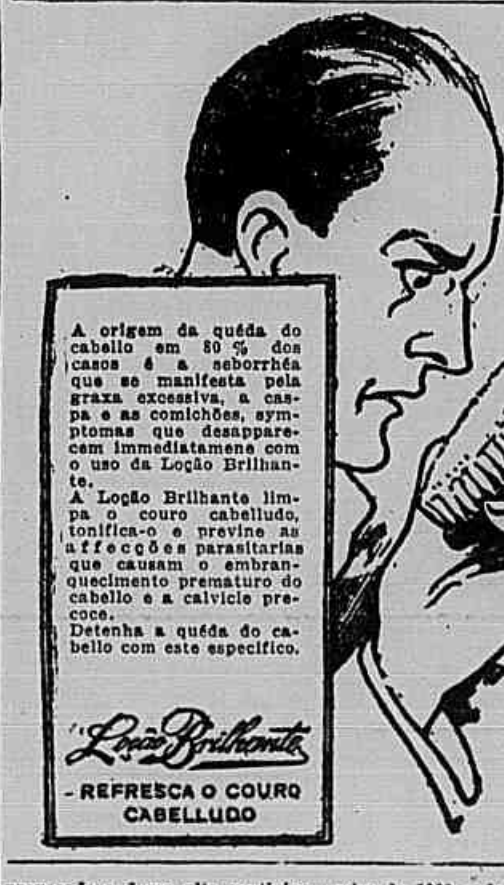 A origem da quéda do
cabello em 80 % dos
casos é a seborrhéa
que se manifesta pela
graxa excessiva, a cas-
pa e as comichões, sym-
ptomas que desappare-
cem immediatamene com
o uso da Loção Brilhan-
te.
A Loção Brilhante lim-
pa o couro cabelludo,
tonifica-o e previne as
affecções parasitarias
que causam o embran-
quecimento prematuro do
cabello e a calvicie pre-
coce.
Detenha a quéda do ca-
bello com este especifico.
Loção Brilhante
- REFRESCA O COURO
CABELLUDO